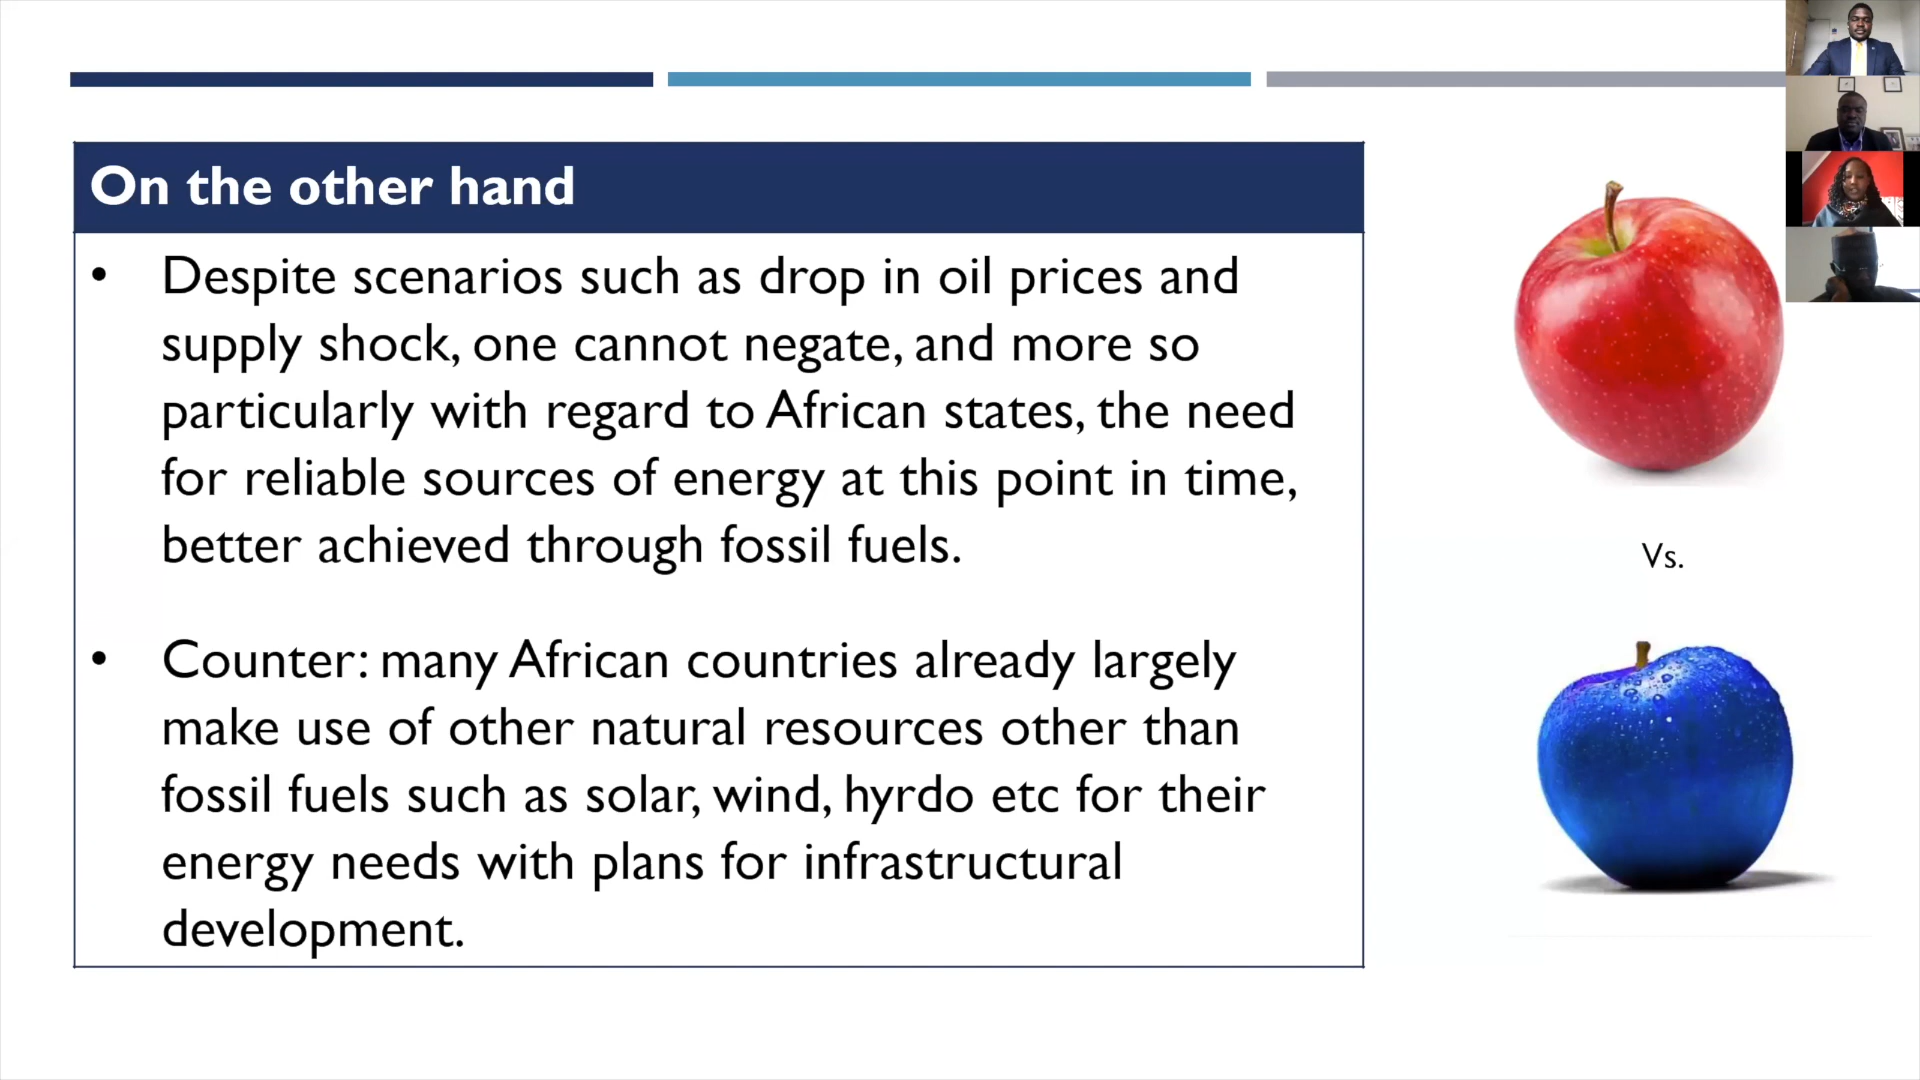 On the other hand
• Despite scenarios such as drop in oil prices and
supply shock, one cannot negate, and more so
particularly with regard to African states, the need
for reliable sources of energy at this point in time,
better achieved through fossil fuels.
• Counter: many African countries already largely
make use of other natural resources other than
fossil fuels such as solar, wind, hyrdo etc for their
energy needs with plans for infrastructural
development.
Vs.